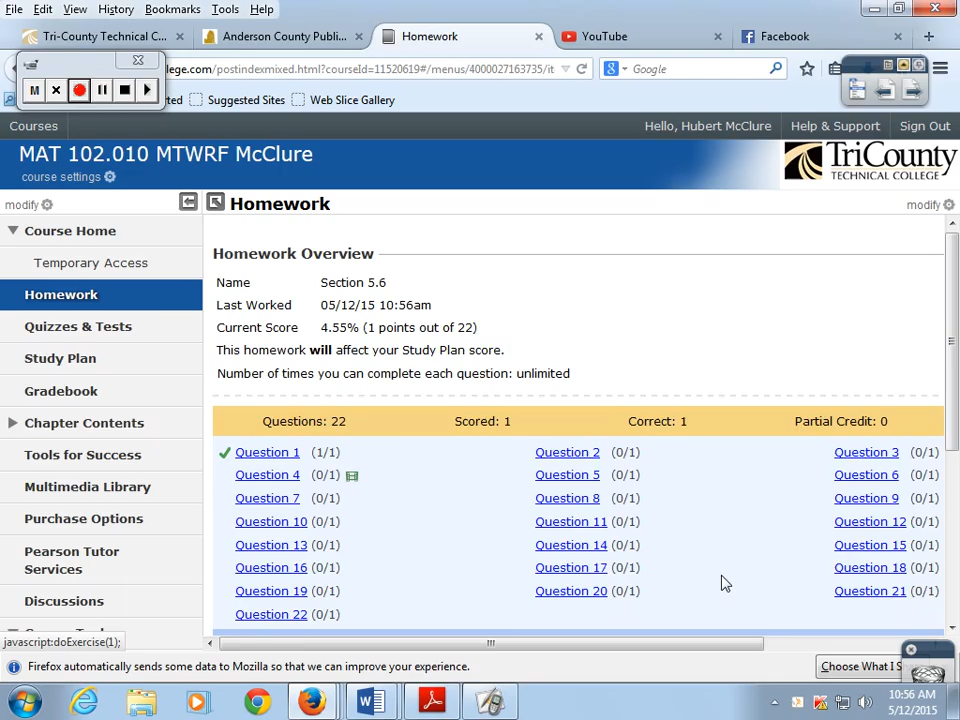 File Edit View History Bookmarks Tools Help
Tri-County Technical C... × Anderson County Publi... × Homework × YouTube × Facebook × +
lege.com/postindexmixed.html?courseId=11520619#/menus/4000027163735/it Google
M
ted Suggested Sites Web Slice Gallery
Courses Hello, Hubert McClure Help & Support Sign Out
MAT 102.010 MTWRF McClure
course settings
TriCounty
TECHNICAL COLLEGE
modify Homework modify
Course Home
Temporary Access
Homework
Quizzes & Tests
Study Plan
Gradebook
Chapter Contents
Tools for Success
Multimedia Library
Purchase Options
Pearson Tutor
Services
Discussions
Homework Overview
Name Section 5.6
Last Worked 05/12/15 10:56am
Current Score 4.55% (1 points out of 22)
This homework will affect your Study Plan score.
Number of times you can complete each question: unlimited
Questions: 22 Scored: 1 Correct: 1 Partial Credit: 0
Question 1 (1/1) Question 2 (0/1) Question 3 (0/1)
Question 4 (0/1) Question 5 (0/1) Question 6 (0/1)
Question 7 (0/1) Question 8 (0/1) Question 9 (0/1)
Question 10 (0/1) Question 11 (0/1) Question 12 (0/1)
Question 13 (0/1) Question 14 (0/1) Question 15 (0/1)
Question 16 (0/1) Question 17 (0/1) Question 18 (0/1)
Question 19 (0/1) Question 20 (0/1) Question 21 (0/1)
Question 22 (0/1)
javascript:doExercise(1);
Firefox automatically sends some data to Mozilla so that we can improve your experience. Choose What I S
10:56 AM
5/12/2015